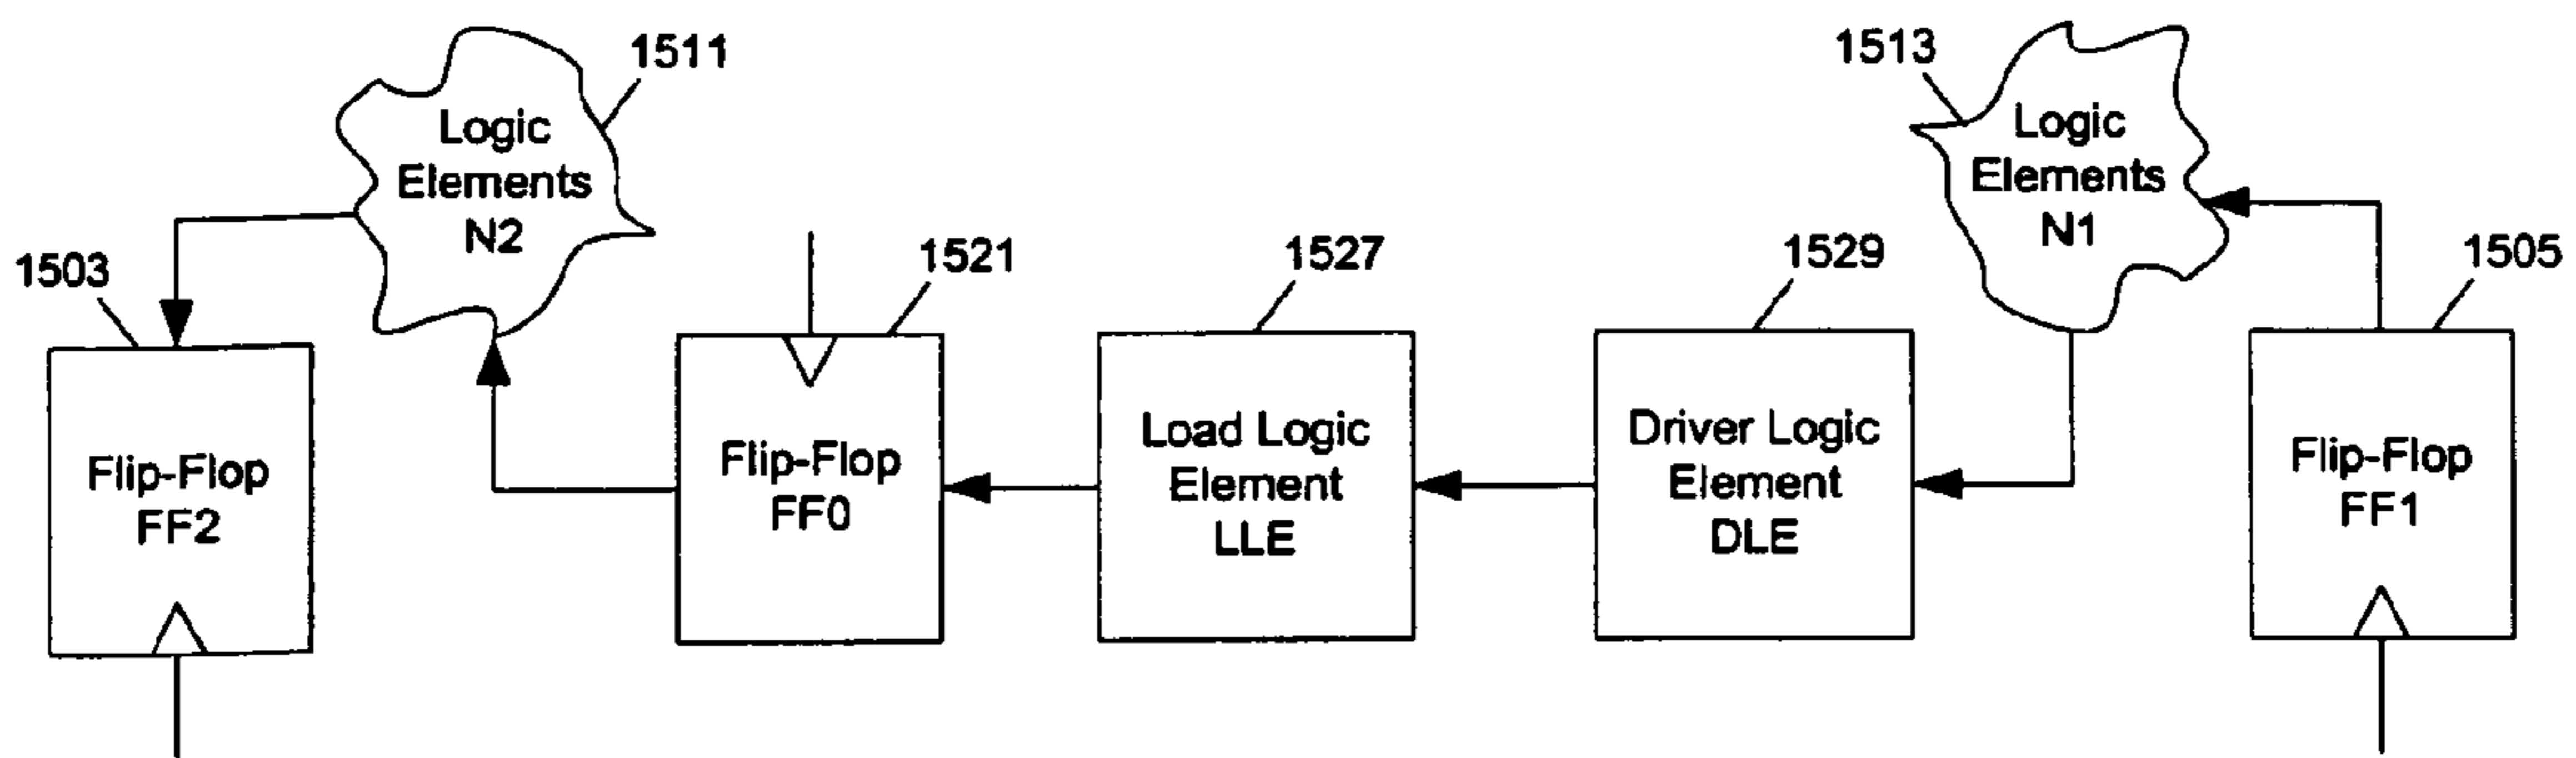 1511
Logic
Elements
N2
1513
Logic
Elements
N1
1503
1521
1527
1529
1505
Flip-Flop
FF2
Flip-Flop
FF0
Load Logic
Element
LLE
Driver Logic
Element
DLE
Flip-Flop
FF1